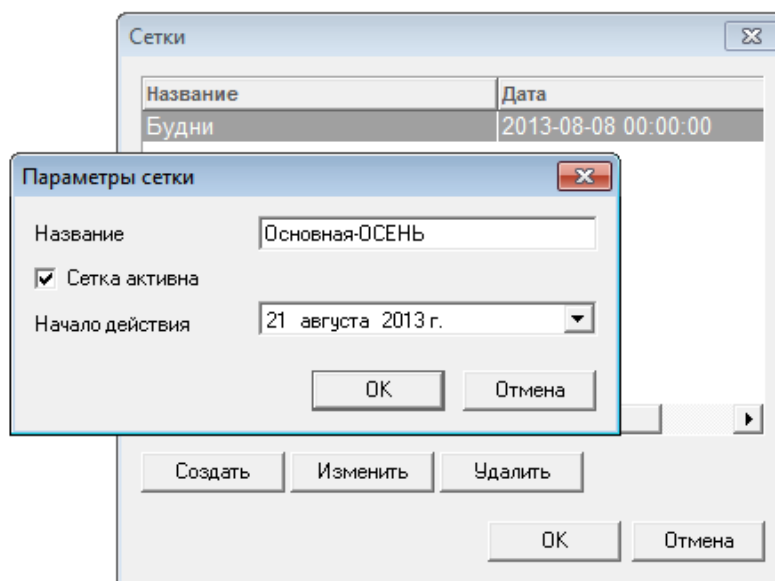 Сетки
Название Дата
Будни 2013-08-08 00:00:00
Параметры сетки
Название Основная-ОСЕНЬ
Сетка активна
Начало действия 21 августа 2013 г.
OK Отмена
Создать Изменить Удалить
OK Отмена